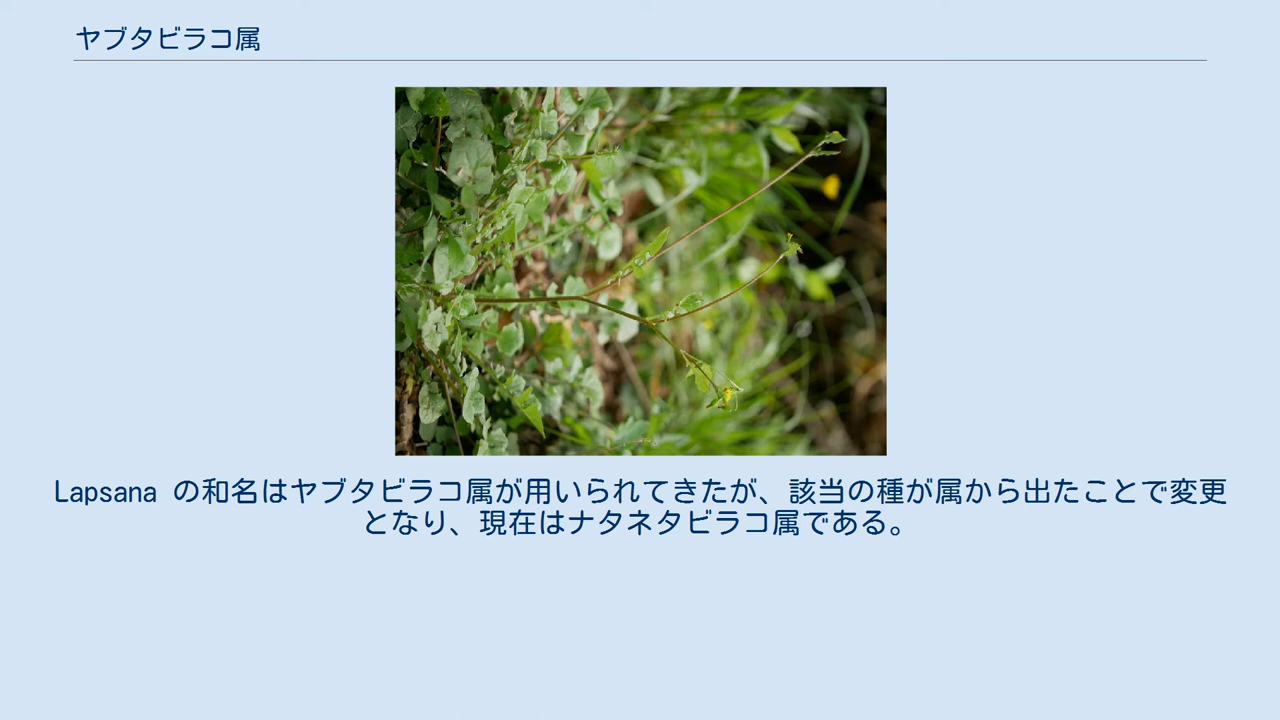 ヤブタビラコ属
Lapsana の和名はヤブタビラコ属が用いられてきたが、該当の種が属から出たことで変更
となり、現在はナタネタビラコ属である。